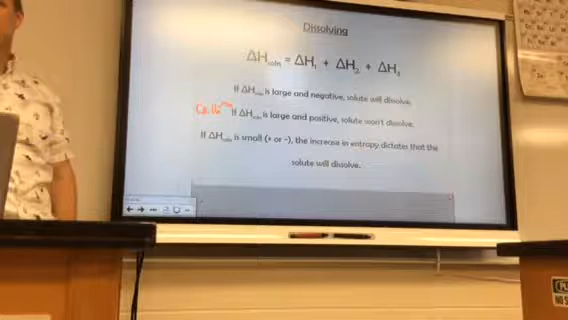 Dissolving
ΔHsoln = ΔH1 + ΔH2 + ΔH3
If ΔHsoln is large and negative, solute will dissolve.
If ΔHsoln is large and positive, solute won't dissolve.
If ΔHsoln is small (+ or -), the increase in entropy dictates that the
solute will dissolve.